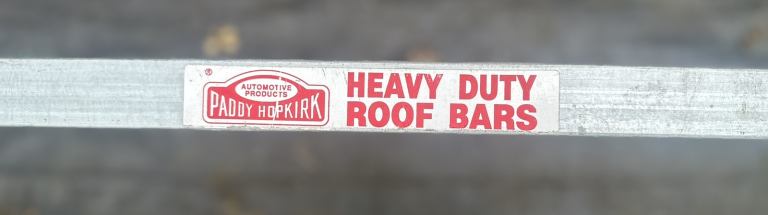 ®
AUTOMOTIVE
PRODUCTS
PADDY HOPKIRK
HEAVY DUTY
ROOF BARS